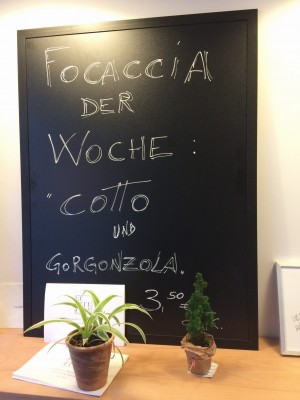 FOCACCIA
DER
WOCHE:
"COTTO
UND
GORGONZOLA.
3,50